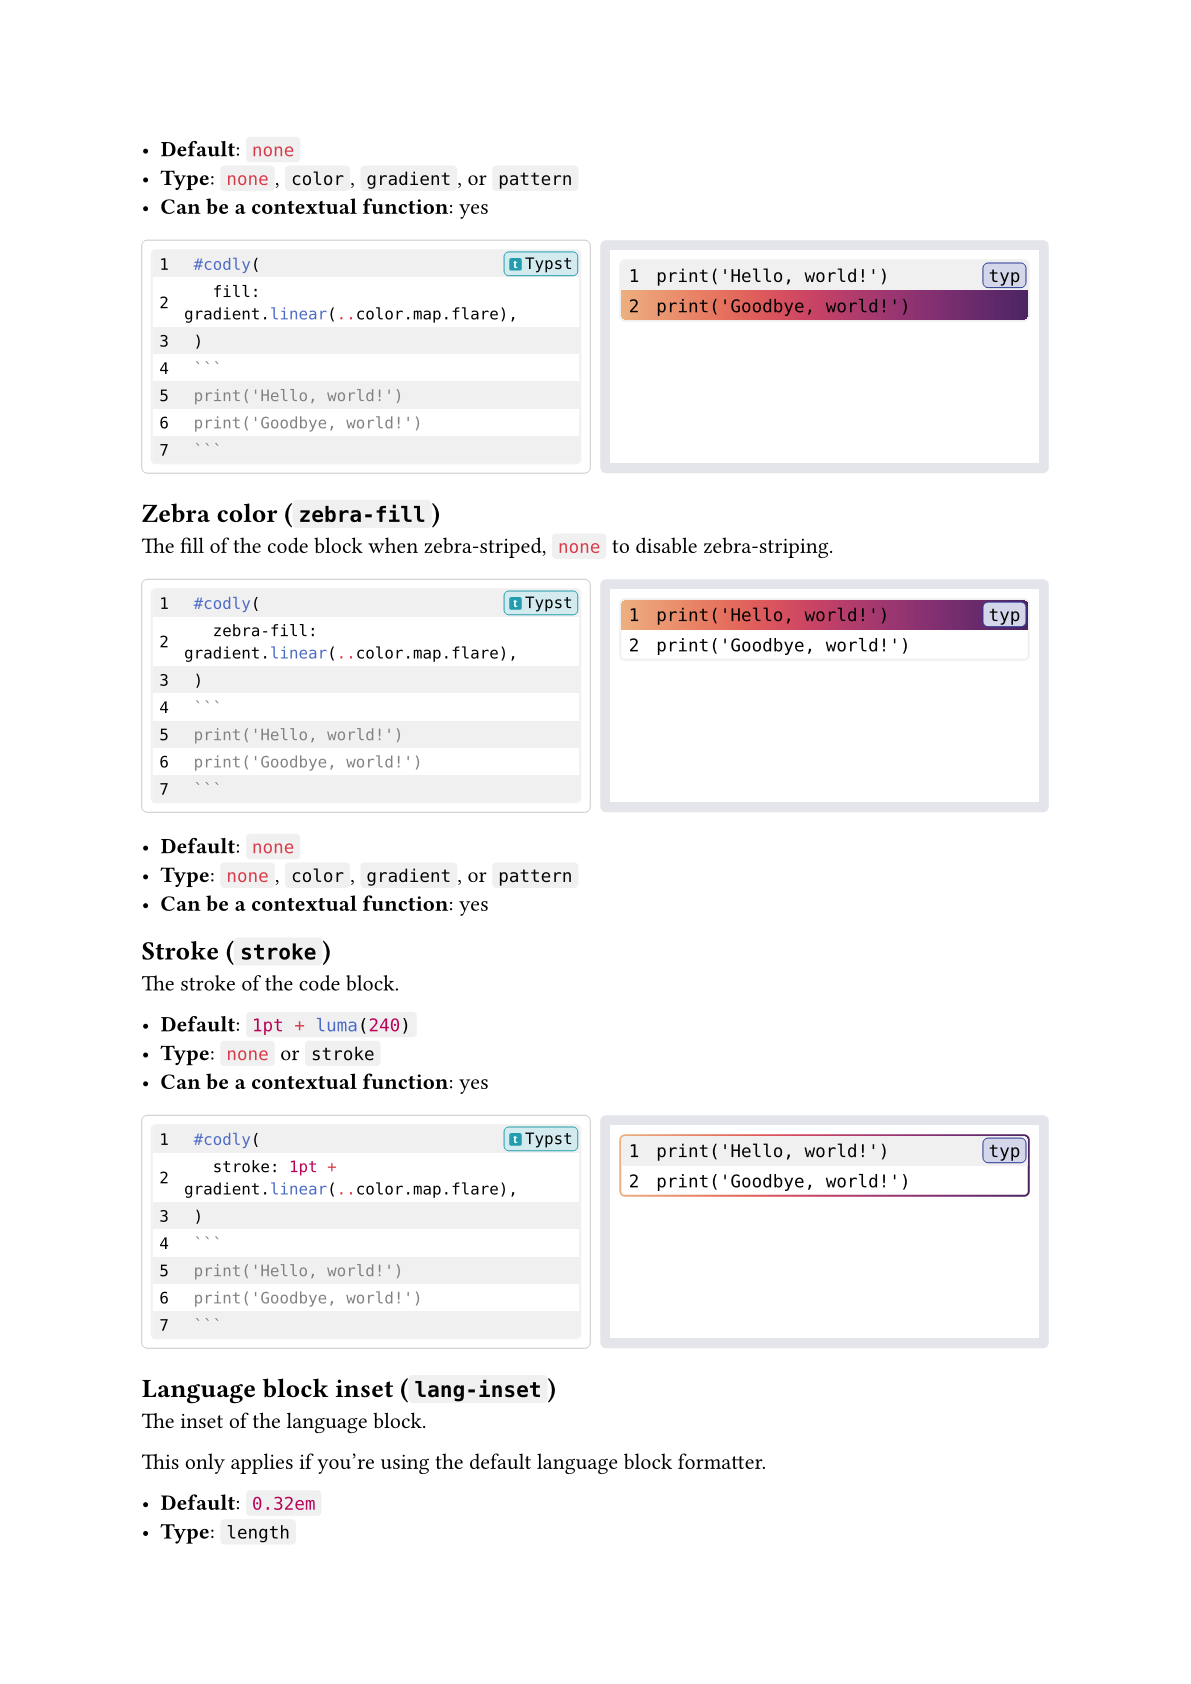 • Default: none
• Type: none, color, gradient, or pattern
• Can be a contextual function: yes
1 #codly( Typst
2 fill:
gradient.linear(..color.map.flare),
3 )
4 ```
5 print('Hello, world!')
6 print('Goodbye, world!')
7 ```
1 print('Hello, world!') typ
2 print('Goodbye, world!')
Zebra color (zebra-fill)
The fill of the code block when zebra-striped, none to disable zebra-striping.
1 #codly( Typst
2 zebra-fill:
gradient.linear(..color.map.flare),
3 )
4 ```
5 print('Hello, world!')
6 print('Goodbye, world!')
7 ```
1 print('Hello, world!') typ
2 print('Goodbye, world!')
• Default: none
• Type: none, color, gradient, or pattern
• Can be a contextual function: yes
Stroke (stroke)
The stroke of the code block.
• Default: 1pt + luma(240)
• Type: none or stroke
• Can be a contextual function: yes
1 #codly( Typst
2 stroke: 1pt +
gradient.linear(..color.map.flare),
3 )
4 ```
5 print('Hello, world!')
6 print('Goodbye, world!')
7 ```
1 print('Hello, world!') typ
2 print('Goodbye, world!')
Language block inset (lang-inset)
The inset of the language block.
This only applies if you’re using the default language block formatter.
• Default: 0.32em
• Type: length